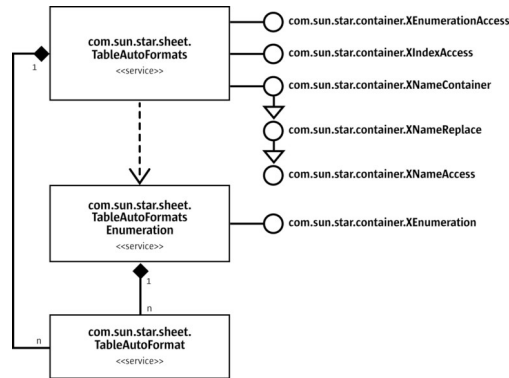 com.sun.star.sheet.
TableAutoFormats
<<service>>
com.sun.star.container.XEnumerationAccess
com.sun.star.container.XIndexAccess
com.sun.star.container.XNameContainer
com.sun.star.container.XNameReplace
com.sun.star.container.XNameAccess
1
com.sun.star.sheet.
TableAutoFormats
Enumeration
<<service>>
com.sun.star.container.XEnumeration
1
n
n
com.sun.star.sheet.
TableAutoFormat
<<service>>